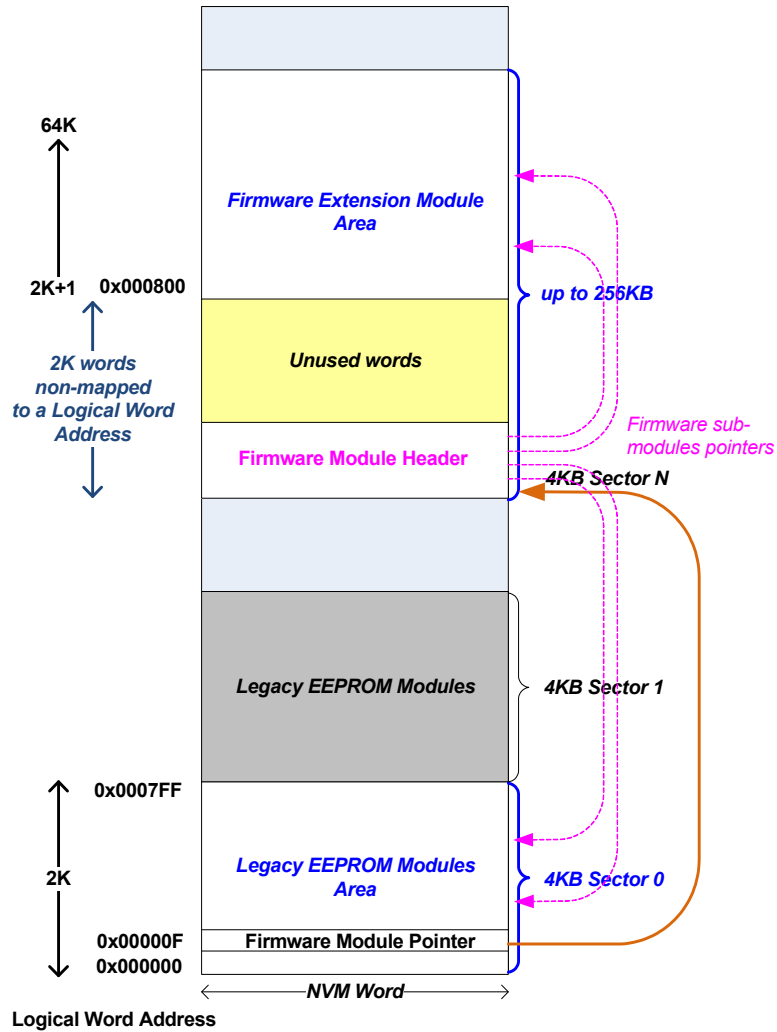 64K
Firmware Extension Module
Area
2K+1
0x000800
up to 256KB
2K words
non-mapped
to a Logical Word
Address
Unused words
Firmware sub-
modules pointers
Firmware Module Header
4KB Sector N
Legacy EEPROM Modules
4KB Sector 1
0x0007FF
2K
Legacy EEPROM Modules
Area
4KB Sector 0
0x00000F
Firmware Module Pointer
0x000000
NVM Word
Logical Word Address